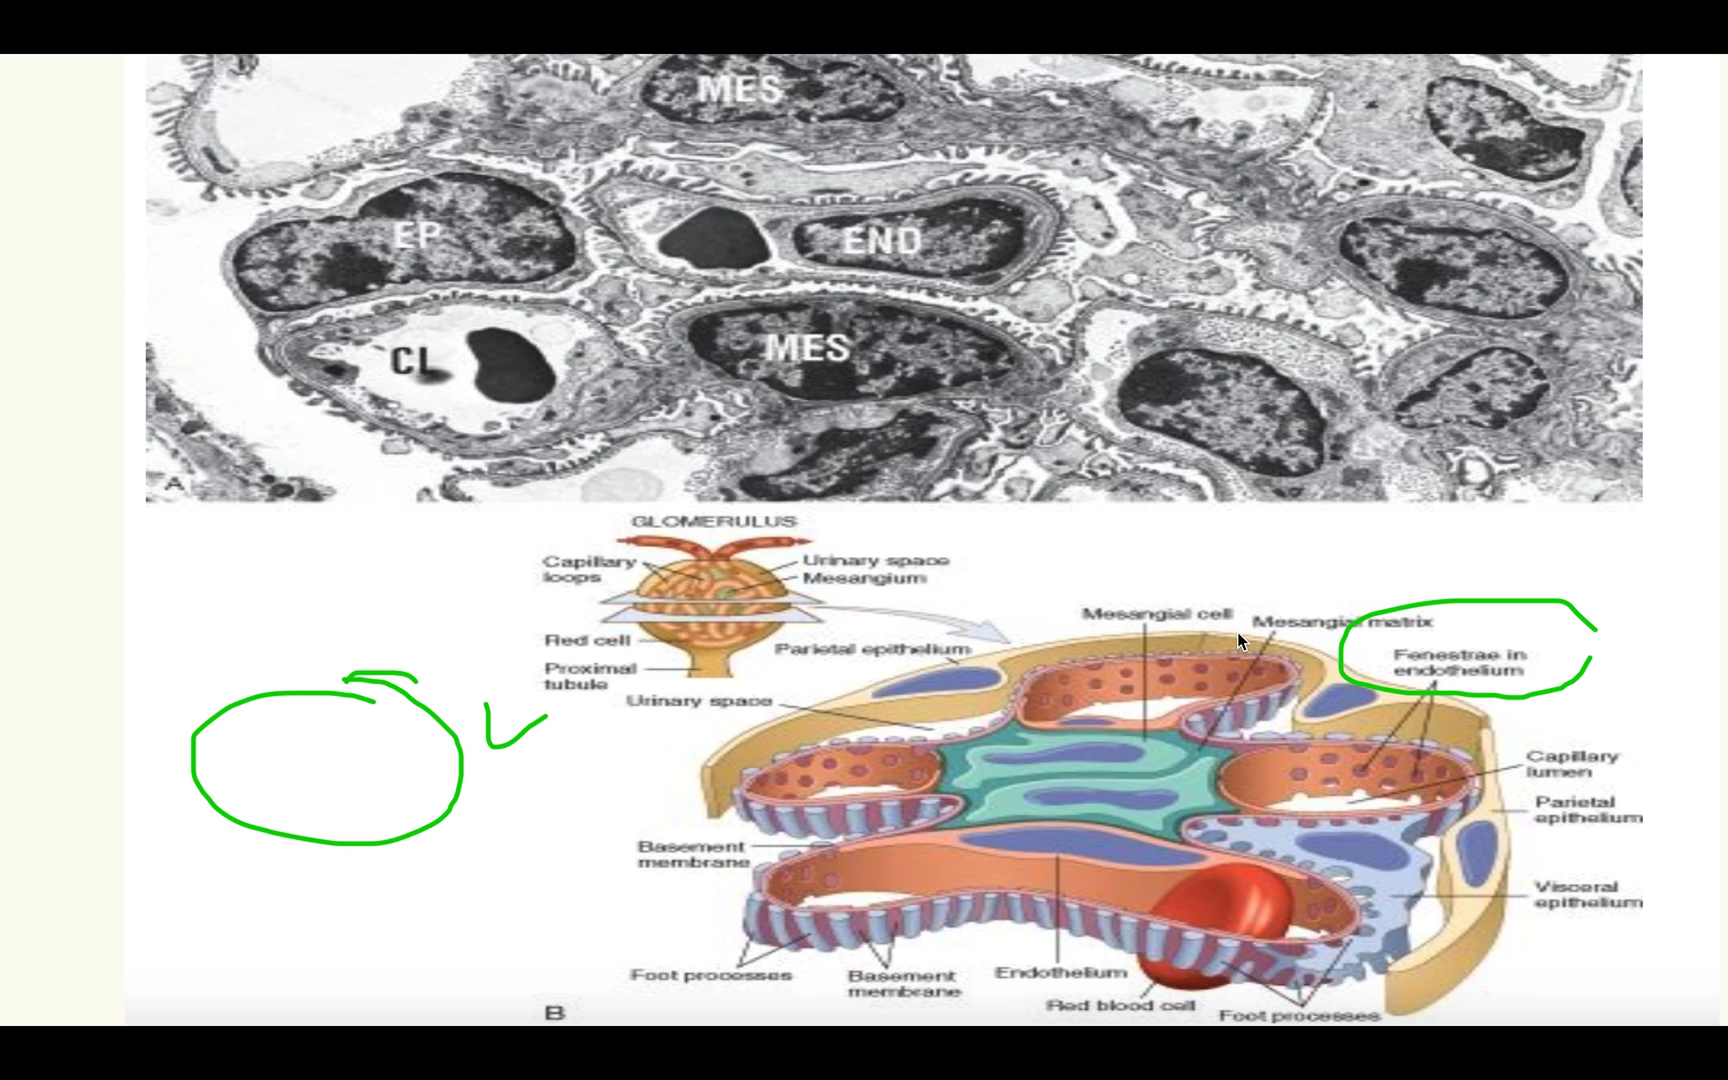 MES
EP
END
MES
CL
A
GLOMERULUS
Capillary
loops
Urinary space
Mesangium
Red cell
Proximal
tubule
Parietal epithelium
Urinary space
Mesangial cell
Mesangial matrix
Fenestrae in
endothelium
Capillary
lumen
Parietal
epithelium
Basement
membrane
Visceral
epithelium
Foot processes
Basement
membrane
Endothelium
Red blood cell
Foot processes
B